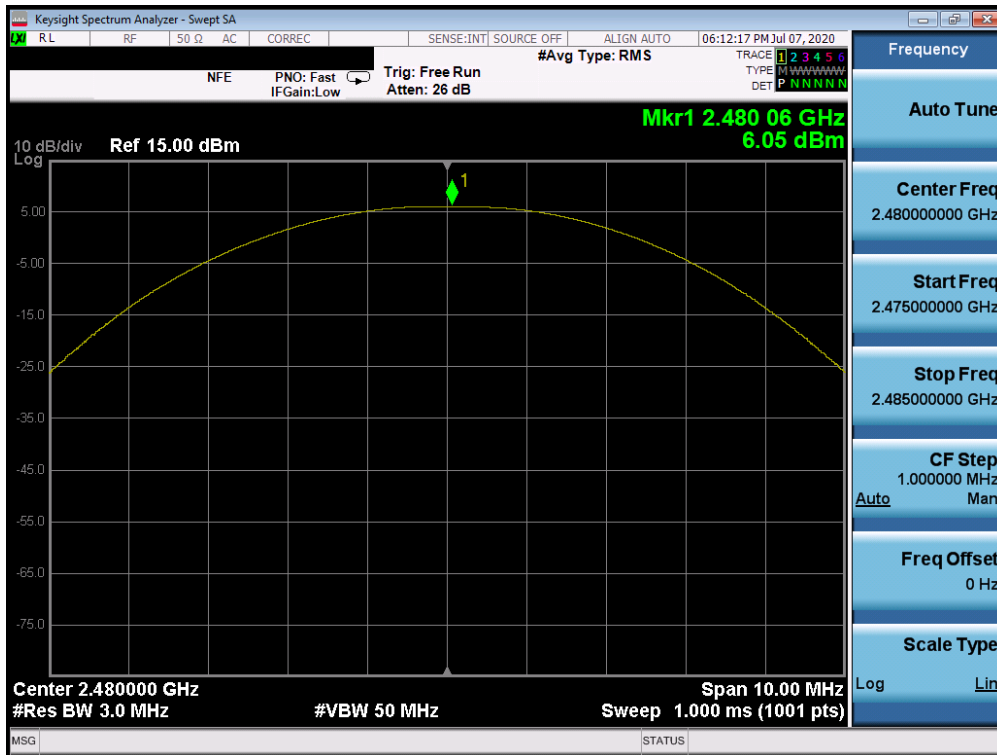 Keysight Spectrum Analyzer - Swept SA
LXI RL RF 50 Ω AC CORREC SENSE:INT SOURCE OFF ALIGN AUTO 06:12:17 PM Jul 07, 2020
#Avg Type: RMS
TRACE 1 2 3 4 5 6
NFE PNO: Fast Trig: Free Run
TYPE M WWWWW
IFGain:Low Atten: 26 dB
DET P N N N N N
Mkr1 2.480 06 GHz
6.05 dBm
10 dB/div Ref 15.00 dBm
Log
1
5.00
-5.00
-15.0
-25.0
-35.0
-45.0
-55.0
-65.0
-75.0
Center 2.480000 GHz Span 10.00 MHz
#Res BW 3.0 MHz #VBW 50 MHz Sweep 1.000 ms (1001 pts)
MSG STATUS
Frequency
Auto Tune
Center Freq
2.480000000 GHz
Start Freq
2.475000000 GHz
Stop Freq
2.485000000 GHz
CF Step
1.000000 MHz
Auto Man
Freq Offset
0 Hz
Scale Type
Log Lin